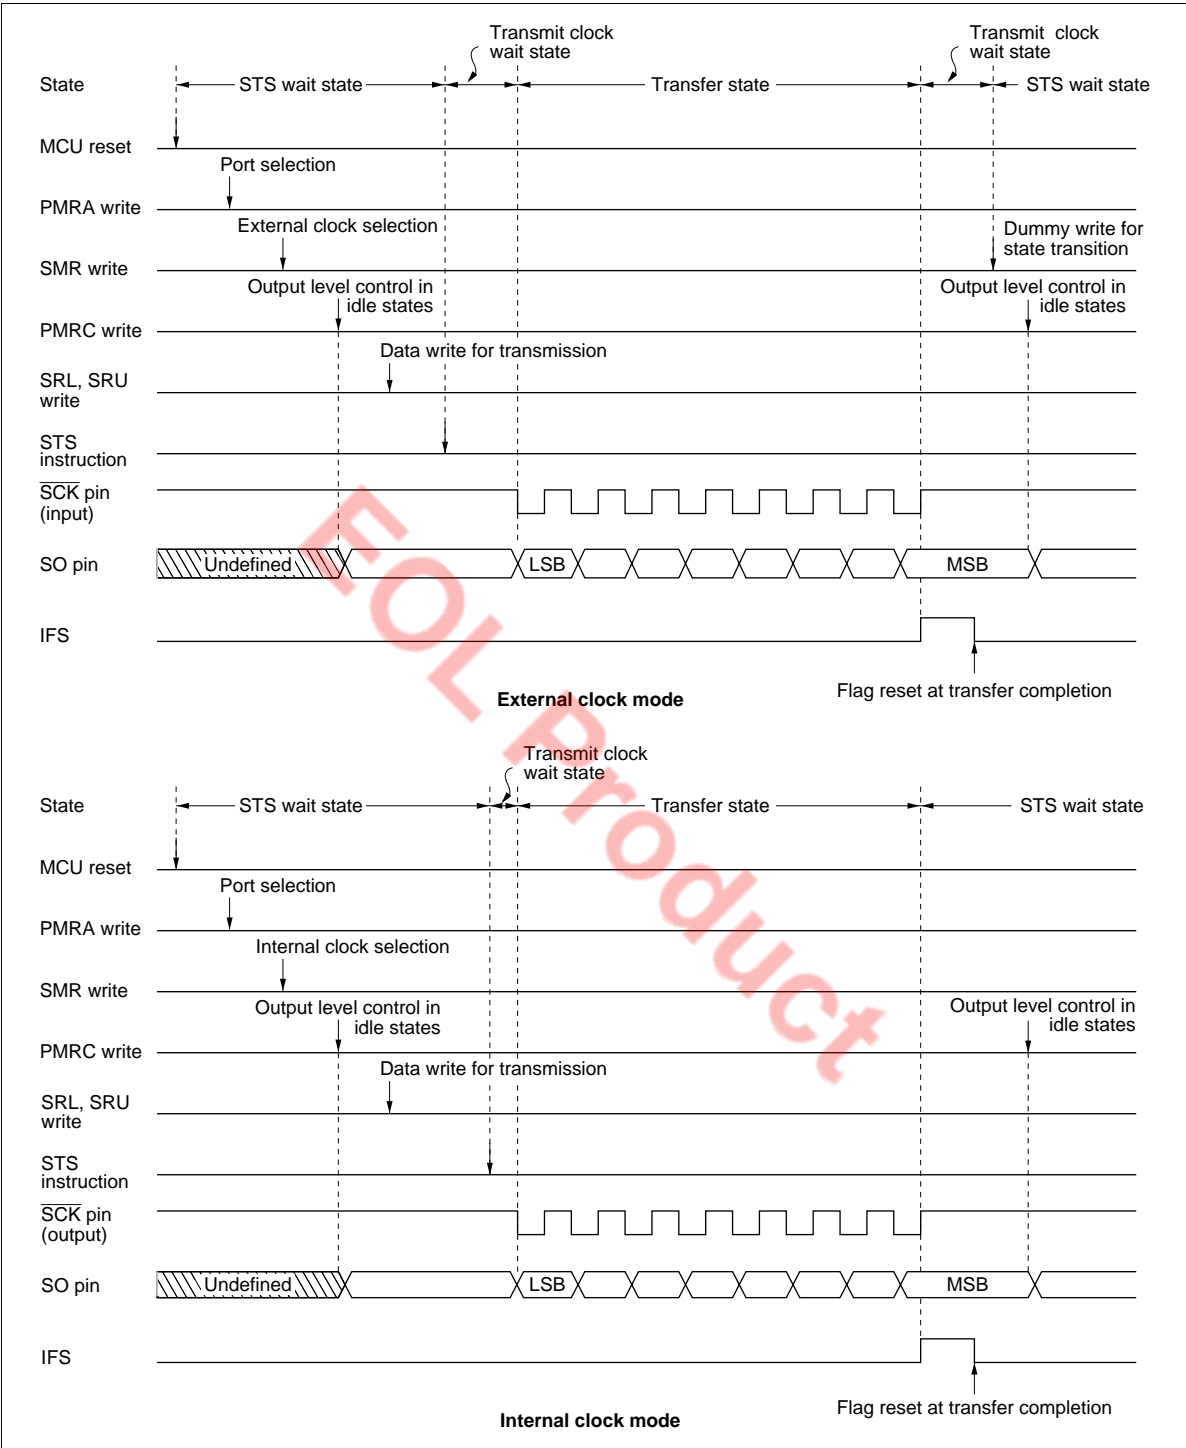 Transmit clock
wait state
Transmit clock
wait state
State
STS wait state
Transfer state
STS wait state
MCU reset
Port selection
PMRA write
External clock selection
Dummy write for
state transition
SMR write
Output level control in
idle states
Output level control in
idle states
PMRC write
Data write for transmission
SRL, SRU
write
STS
instruction
SCK pin
(input)
SO pin
Undefined
LSB
MSB
IFS
Flag reset at transfer completion
External clock mode
Transmit clock
wait state
State
STS wait state
Transfer state
STS wait state
MCU reset
Port selection
PMRA write
Internal clock selection
SMR write
Output level control in
idle states
Output level control in
idle states
PMRC write
Data write for transmission
SRL, SRU
write
STS
instruction
SCK pin
(output)
SO pin
Undefined
LSB
MSB
IFS
Flag reset at transfer completion
Internal clock mode
EOL Product